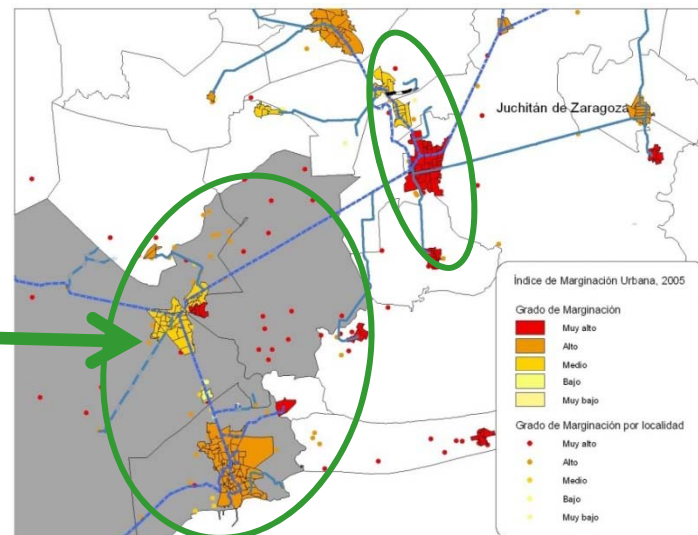 Juchitán de Zaragoza
Índice de Marginación Urbana, 2005
Grado de Marginación
Muy alto
Alto
Medio
Bajo
Muy bajo
Grado de Marginación por localidad
Muy alto
Alto
Medio
Bajo
Muy bajo